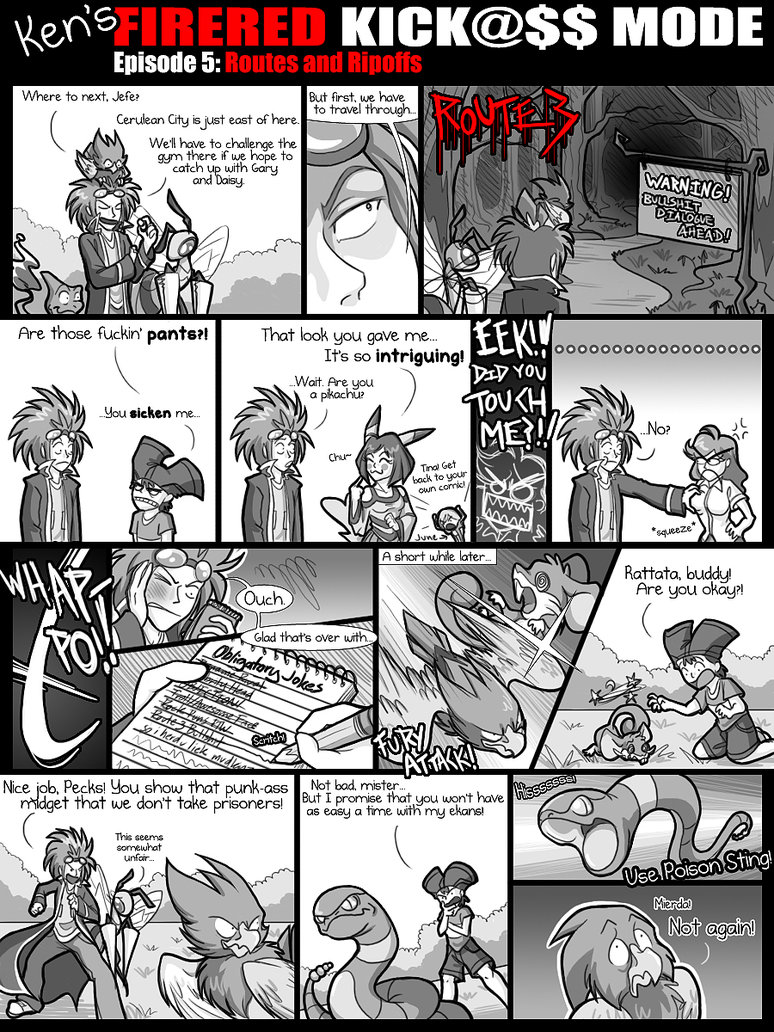 Ken's FIRERED KICK@$$ MODE
Episode 5: Routes and Ripoffs
Where to next, Jefe?
Cerulean City is just east of here.
We'll have to challenge the
gym there if we hope to
catch up with Gary
and Daisy.
But first, we have
to travel through...
ROUTE 3
WARNING!
BULLSHIT
DIALOGUE
AHEAD!
Are those fuckin' pants?!
...You sicken me...
That look you gave me...
It's so intriguing!
...Wait. Are you
a pikachu?
Chu~
Tina! Get
back to your
own comic!
June→
EEK!!
DID YOU
TOUCH
ME?!!
...No?
*squeeze*
WHAP-
PO!!
Ouch.
Glad that's over with...
Obligatory Jokes
Scritch
A short while later...
FURY
ATTACK!
Rattata, buddy!
Are you okay?!
Nice job, Pecks! You show that punk-ass
midget that we don't take prisoners!
This seems
somewhat
unfair...
Not bad, mister...
But I promise that you won't have
as easy a time with my ekans!
Hisssssss!
Use Poison Sting!
Mierda!
Not again!